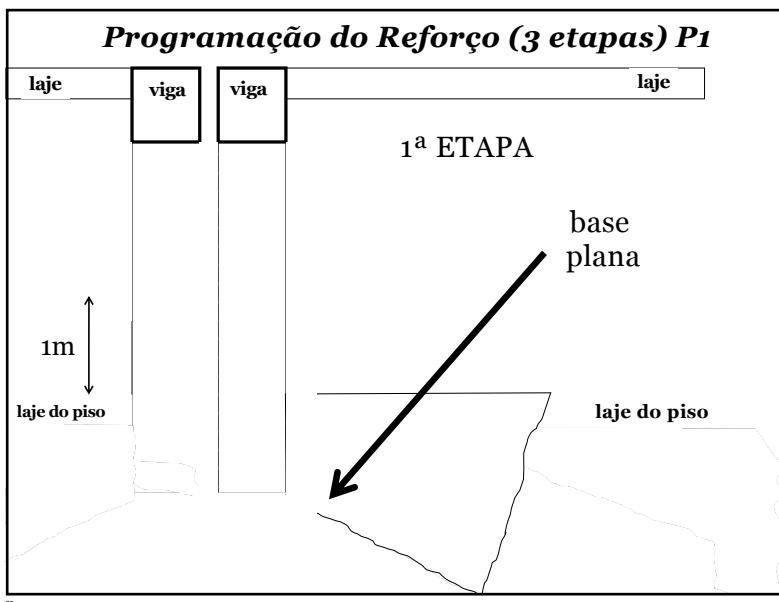 Programação do Reforço (3 etapas) P1
laje
viga
viga
laje
1ª ETAPA
base
plana
1m
laje do piso
laje do piso